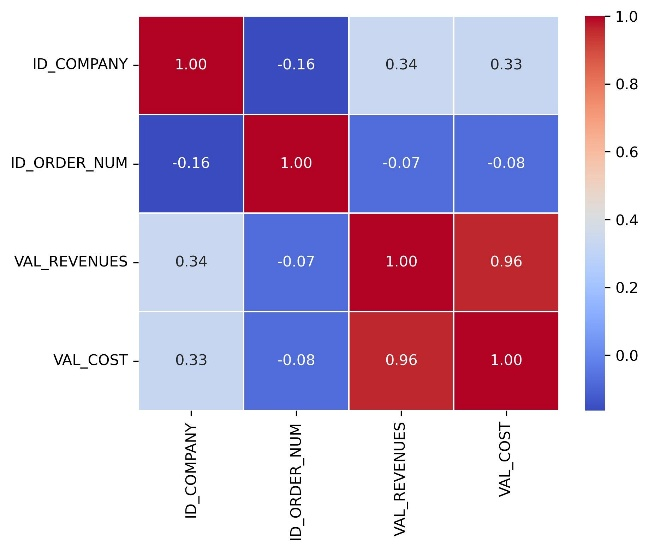 ID_COMPANY 1.00 -0.16 0.34 0.33
ID_ORDER_NUM -0.16 1.00 -0.07 -0.08
VAL_REVENUES 0.34 -0.07 1.00 0.96
VAL_COST 0.33 -0.08 0.96 1.00
ID_COMPANY
ID_ORDER_NUM
VAL_REVENUES
VAL_COST
1.0
0.8
0.6
0.4
0.2
0.0